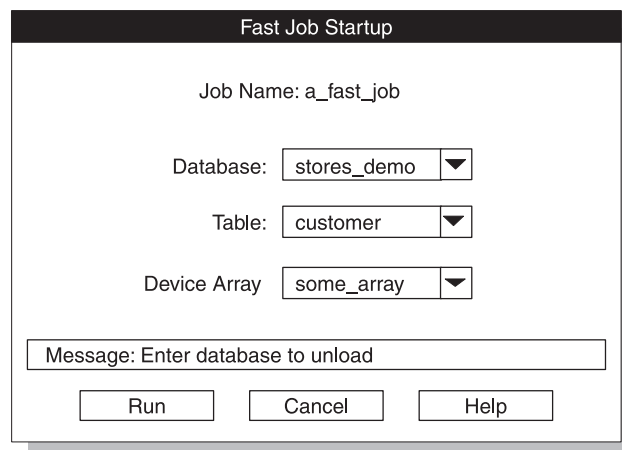 Fast Job Startup
Job Name: a_fast_job
Database: stores_demo
Table: customer
Device Array some_array
Message: Enter database to unload
Run Cancel Help